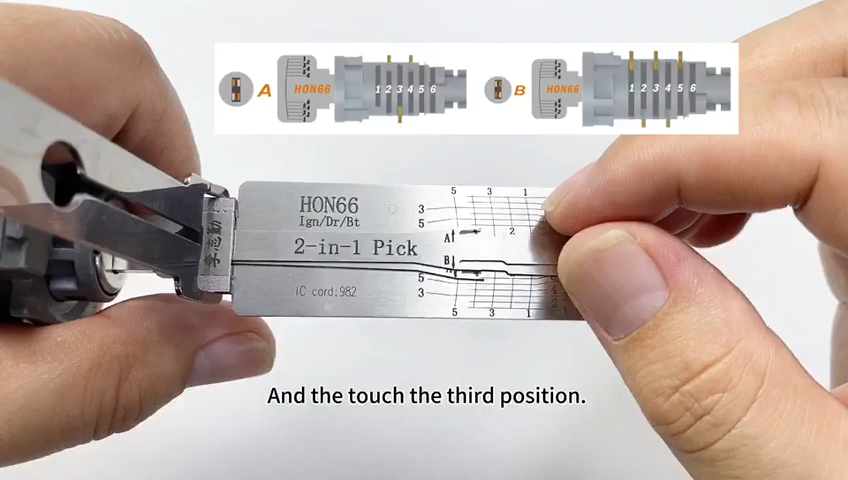 A
HON66
1 2 3 4 5 6
B
HON66
1 2 3 4 5 6
HON66
Ign/Dr/Bt
2-in-1 Pick
IC card:982
5 3 1
3
5
2
A
B
5
3
5 3 1
And the touch the third position.